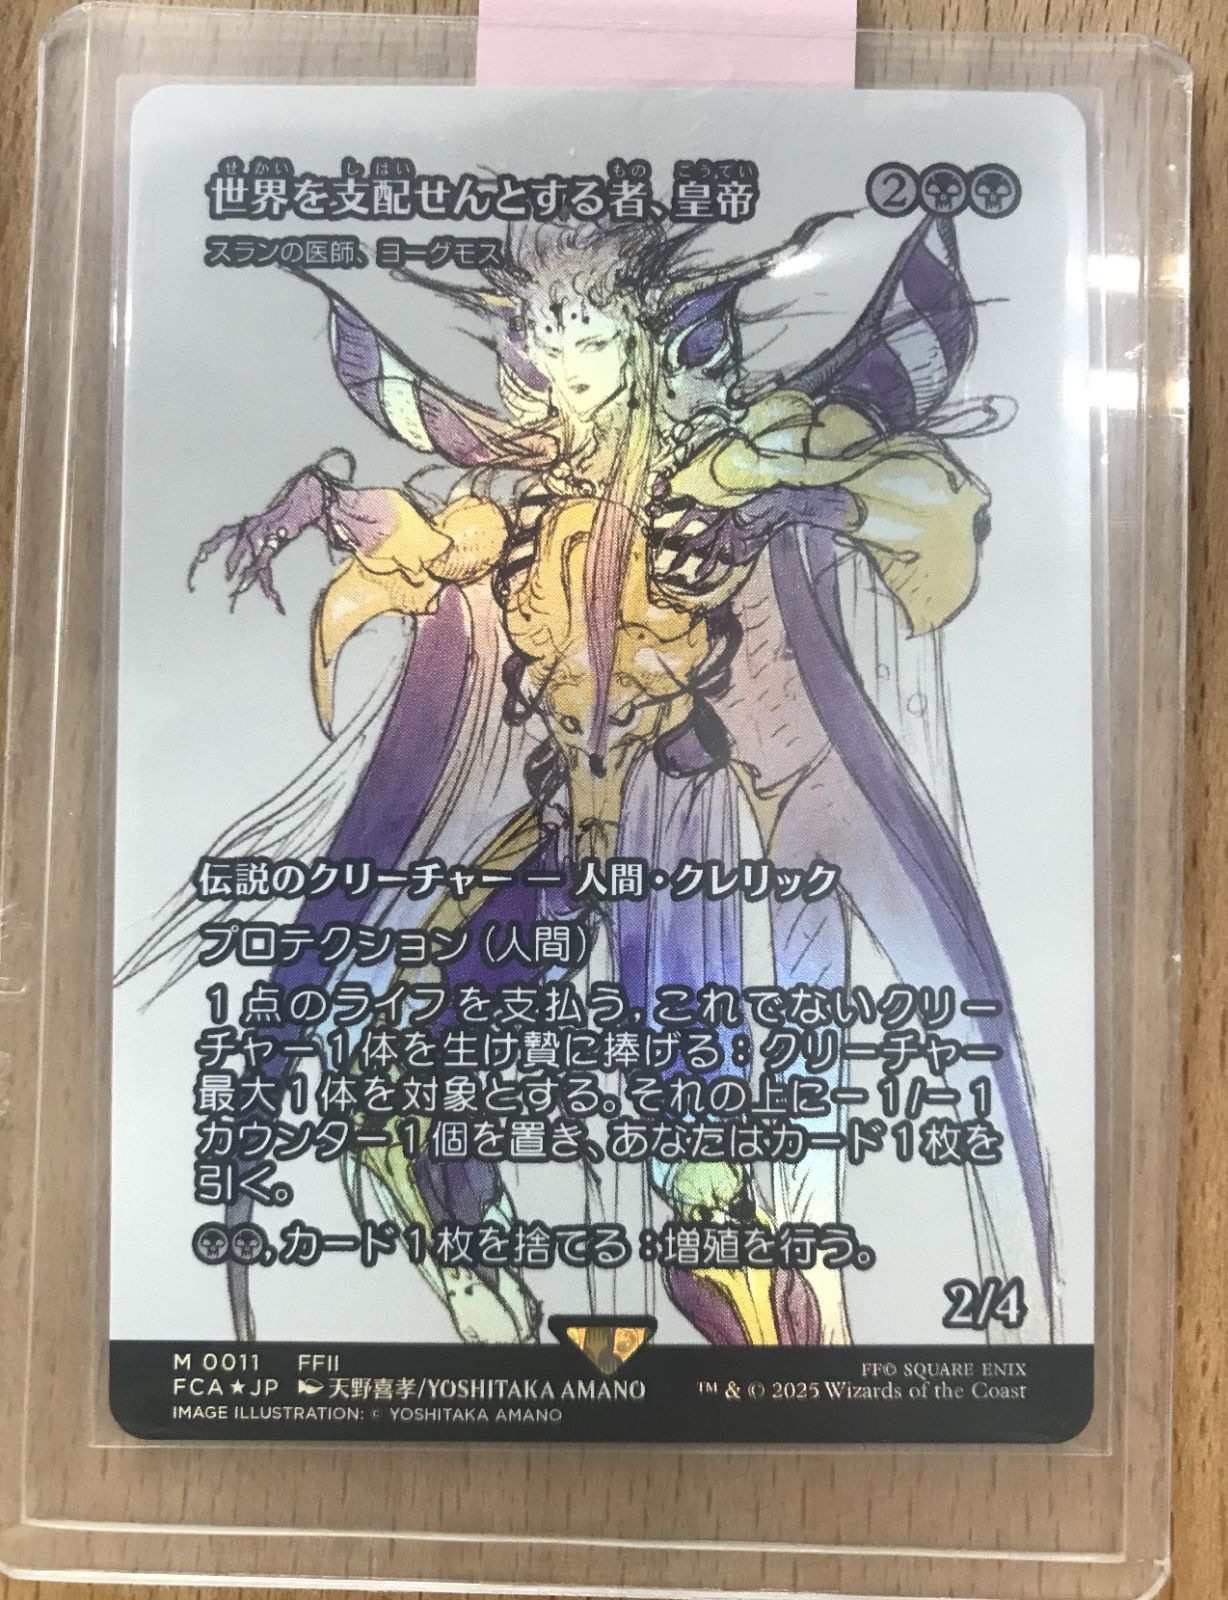 せかい しはい もの こうてい
世界を支配せんとする者、皇帝 2
スランの医師、ヨーグモス
伝説のクリーチャー ― 人間・クレリック
プロテクション（人間）
１点のライフを支払う, これでないクリー
チャー１体を生け贄に捧げる：クリーチャー
最大１体を対象とする。それの上に－１/－１
カウンター１個を置き、あなたはカード１枚を
引く。
,カード１枚を捨てる：増殖を行う。
2/4
M 0011 FFII
FCA★JP 天野喜孝/YOSHITAKA AMANO
IMAGE ILLUSTRATION: © YOSHITAKA AMANO
FF© SQUARE ENIX
™ & © 2025 Wizards of the Coast